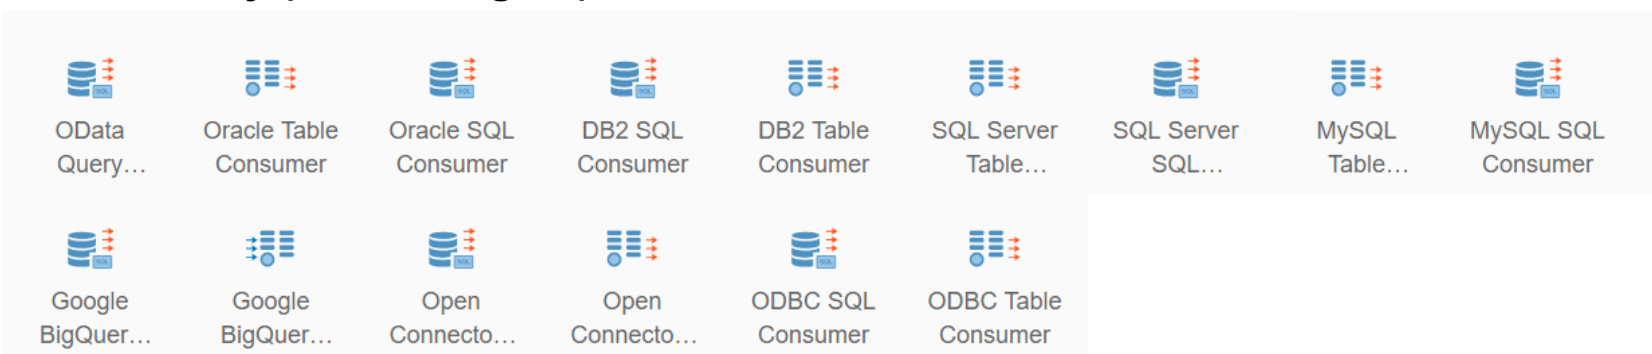 OData Query...
Oracle Table Consumer
Oracle SQL Consumer
DB2 SQL Consumer
DB2 Table Consumer
SQL Server Table...
SQL Server SQL...
MySQL Table...
MySQL SQL Consumer
Google BigQuer...
Google BigQuer...
Open Connecto...
Open Connecto...
ODBC SQL Consumer
ODBC Table Consumer